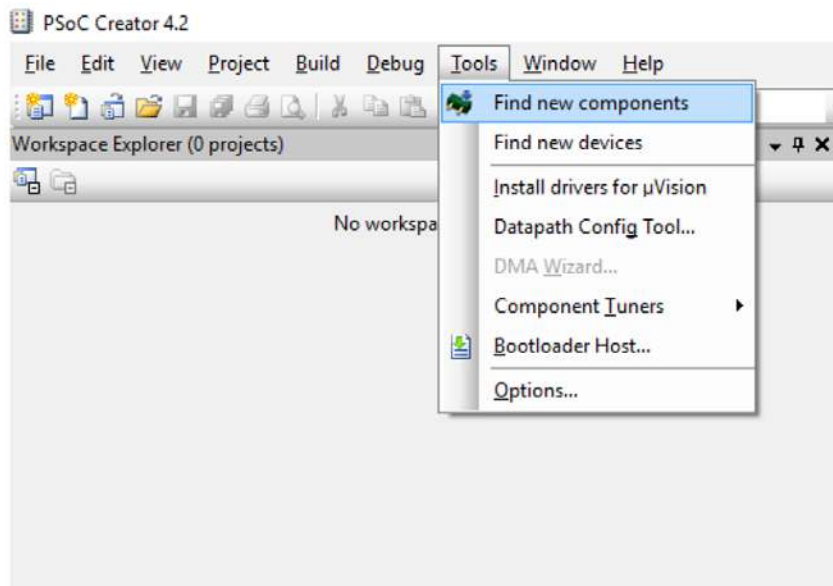 PSoC Creator 4.2
File Edit View Project Build Debug Tools Window Help
Find new components
Workspace Explorer (0 projects)
Find new devices
Install drivers for µVision
No workspa
Datapath Config Tool...
DMA Wizard...
Component Tuners
Bootloader Host...
Options...